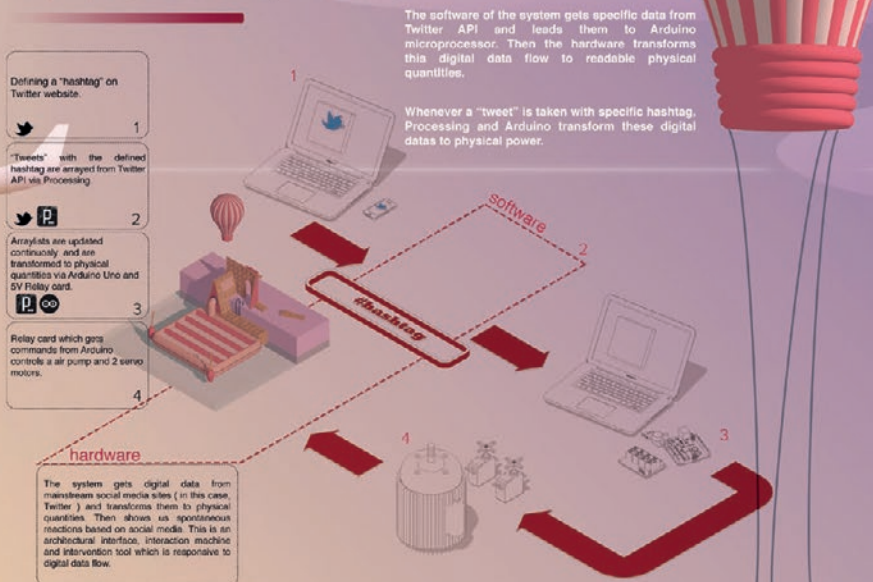 The software of the system gets specific data from
Twitter API and leads them to Arduino
microprocessor. Then the hardware transforms
this digital data flow to readable physical
quantities.
Whenever a "tweet" is taken with specific hashtag,
Processing and Arduino transform these digital
datas to physical power.
Defining a "hashtag" on
Twitter website.
1
"Tweets" with the defined
hashtag are arrayed from Twitter
API via Processing.
2
Arraylists are updated
continuosly and are
transformed to physical
quantities via Arduino Uno and
5V Relay card.
3
Relay card which gets
commands from Arduino
controls a air pump and 2 servo
motors.
4
1
software
2
#hashtag
3
4
hardware
The system gets digital data from
mainstream social media sites ( in this case,
Twitter ) and transforms them to physical
quantities. Then shows us spontaneous
reactions based on social media. This is an
architectural interface, interaction machine
and intervention tool which is responsive to
digital data flow.